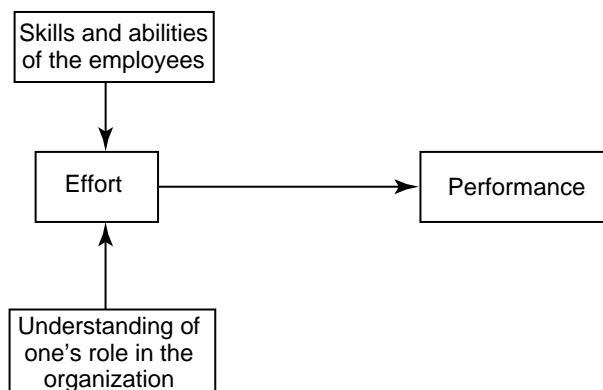 Skills and abilities
of the employees
Effort
Performance
Understanding of
one's role in the
organization